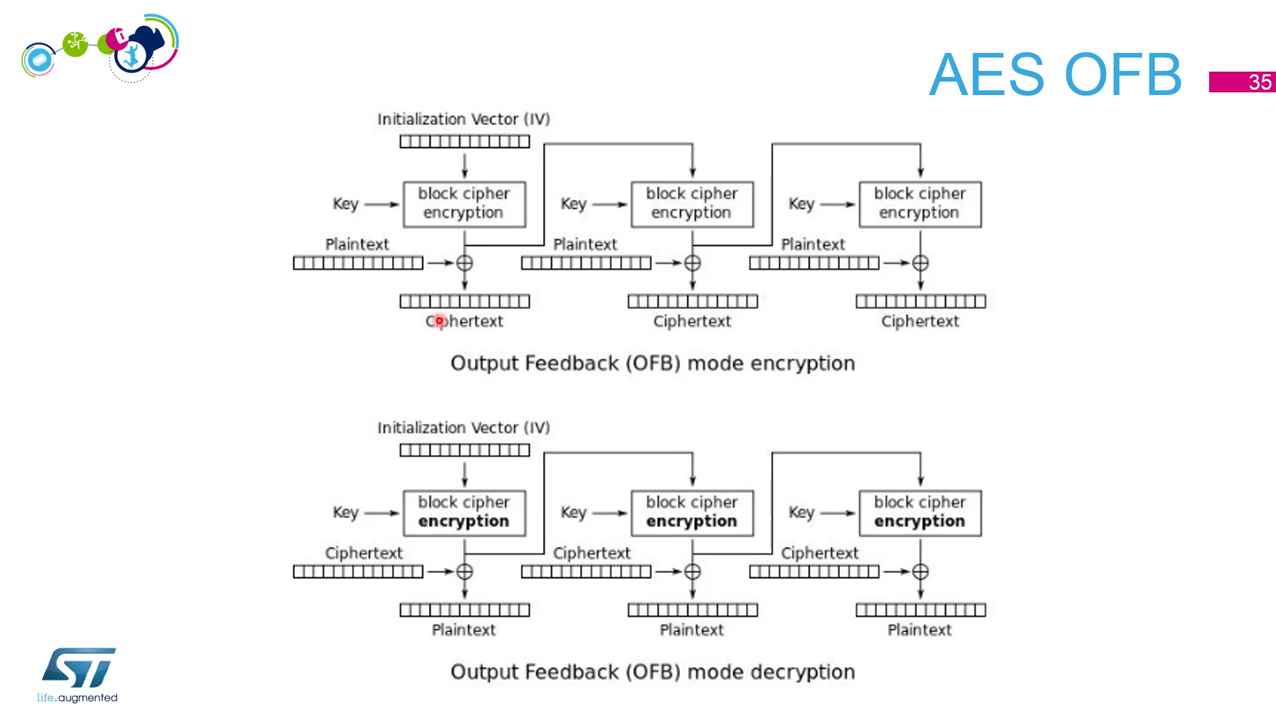 AES OFB
35
Initialization Vector (IV)
Key
block cipher
encryption
Key
block cipher
encryption
Key
block cipher
encryption
Plaintext
Plaintext
Plaintext
Ciphertext
Ciphertext
Ciphertext
Output Feedback (OFB) mode encryption
Initialization Vector (IV)
Key
block cipher
encryption
Key
block cipher
encryption
Key
block cipher
encryption
Ciphertext
Ciphertext
Ciphertext
Plaintext
Plaintext
Plaintext
Output Feedback (OFB) mode decryption
ST
life.augmented